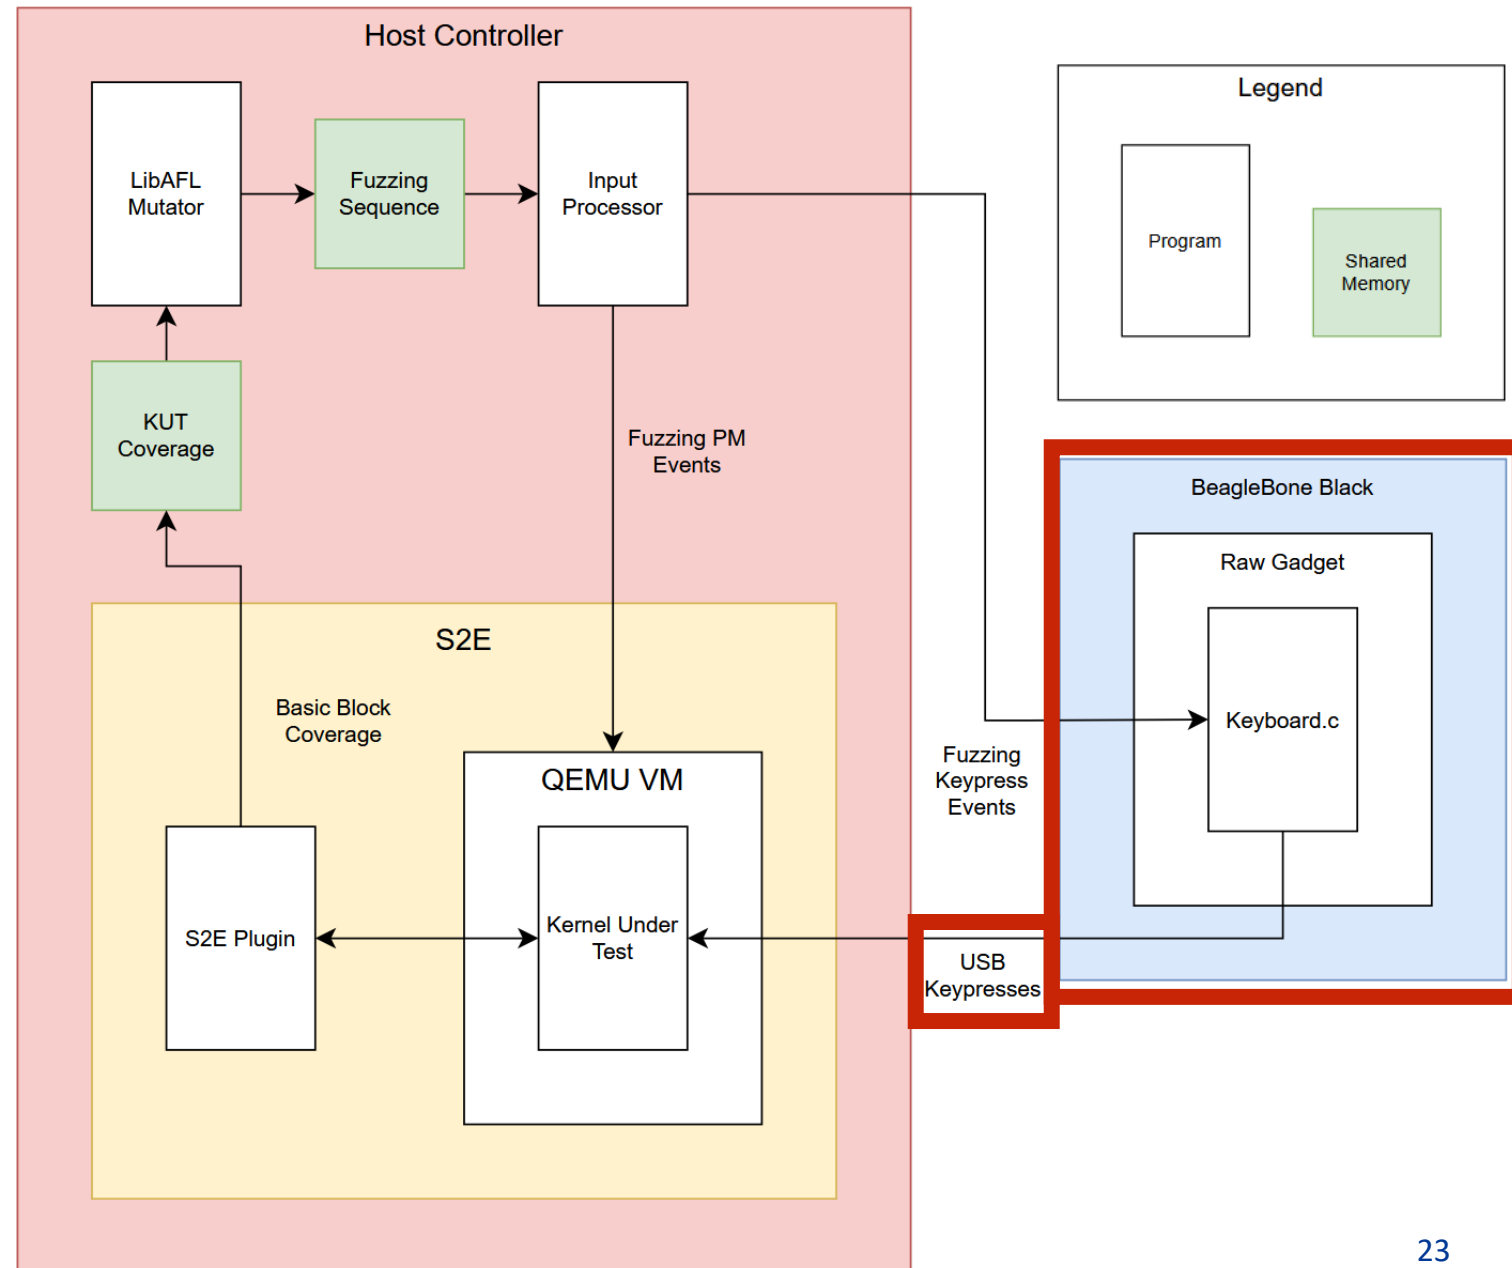 Host Controller
LibAFL
Mutator
Fuzzing
Sequence
Input
Processor
Legend
Program
Shared
Memory
KUT
Coverage
Fuzzing PM
Events
BeagleBone Black
Raw Gadget
Keyboard.c
S2E
Basic Block
Coverage
QEMU VM
Fuzzing
Keypress
Events
S2E Plugin
Kernel Under
Test
USB
Keypresses
23